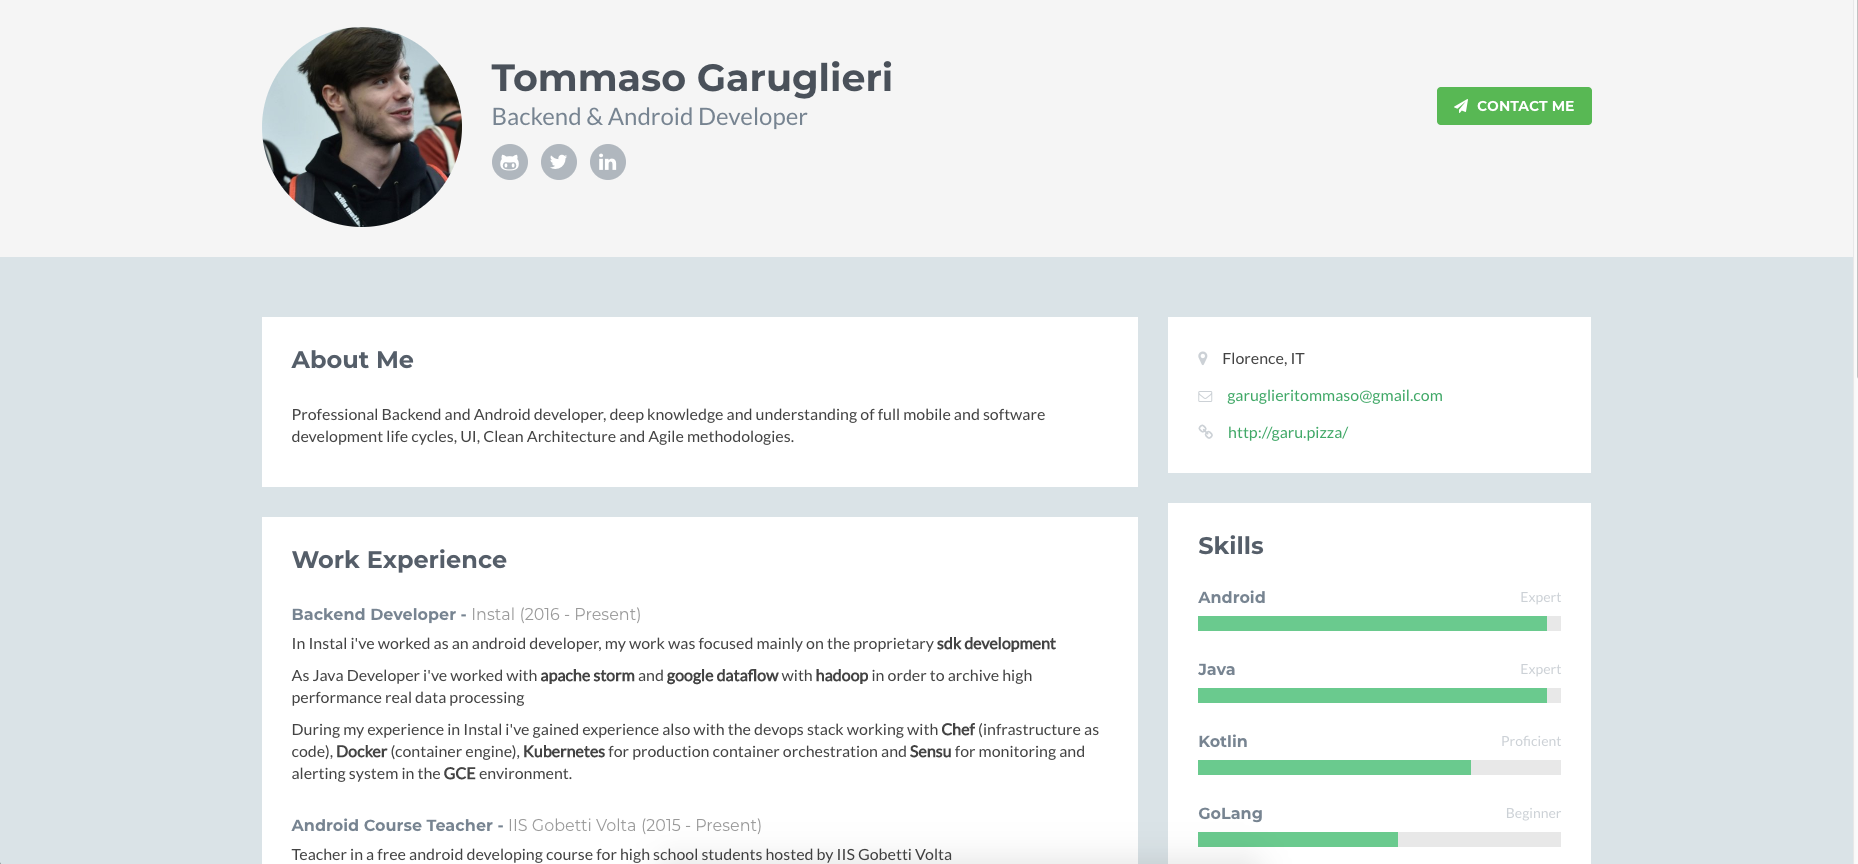 Tommaso Garuglieri
Backend & Android Developer
CONTACT ME
About Me
Professional Backend and Android developer, deep knowledge and understanding of full mobile and software
development life cycles, UI, Clean Architecture and Agile methodologies.
Work Experience
Backend Developer - Instal (2016 - Present)
In Instal i've worked as an android developer, my work was focused mainly on the proprietary sdk development
As Java Developer i've worked with apache storm and google dataflow with hadoop in order to archive high
performance real data processing
During my experience in Instal i've gained experience also with the devops stack working with Chef (infrastructure as
code), Docker (container engine), Kubernetes for production container orchestration and Sensu for monitoring and
alerting system in the GCE environment.
Android Course Teacher - IIS Gobetti Volta (2015 - Present)
Teacher in a free android developing course for high school students hosted by IIS Gobetti Volta
Florence, IT
garuglieritommaso@gmail.com
http://garu.pizza/
Skills
Android Expert
Java Expert
Kotlin Proficient
GoLang Beginner